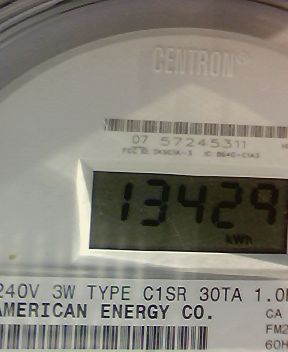 CENTRON®
07 57245311
13429
kWh
240V 3W TYPE C1SR 30TA 1.0
AMERICAN ENERGY CO.
CA
FM2
60H